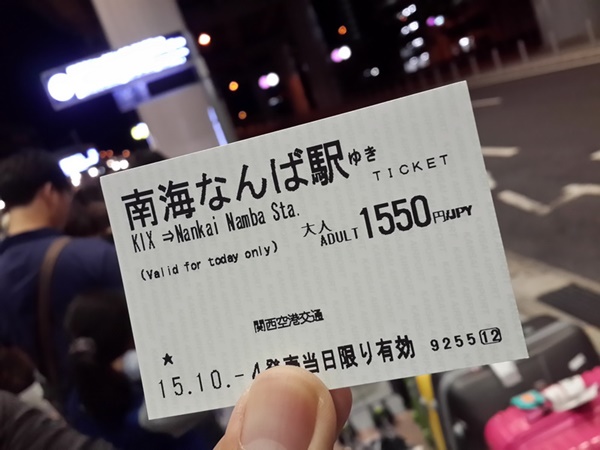 南海なんば駅ゆき TICKET
KIX ⇒Nankai Namba Sta. 大人 ADULT 1550円/JPY
(Valid for today only)
関西空港交通
★
15.10.-4発売当日限り有効 9255 12